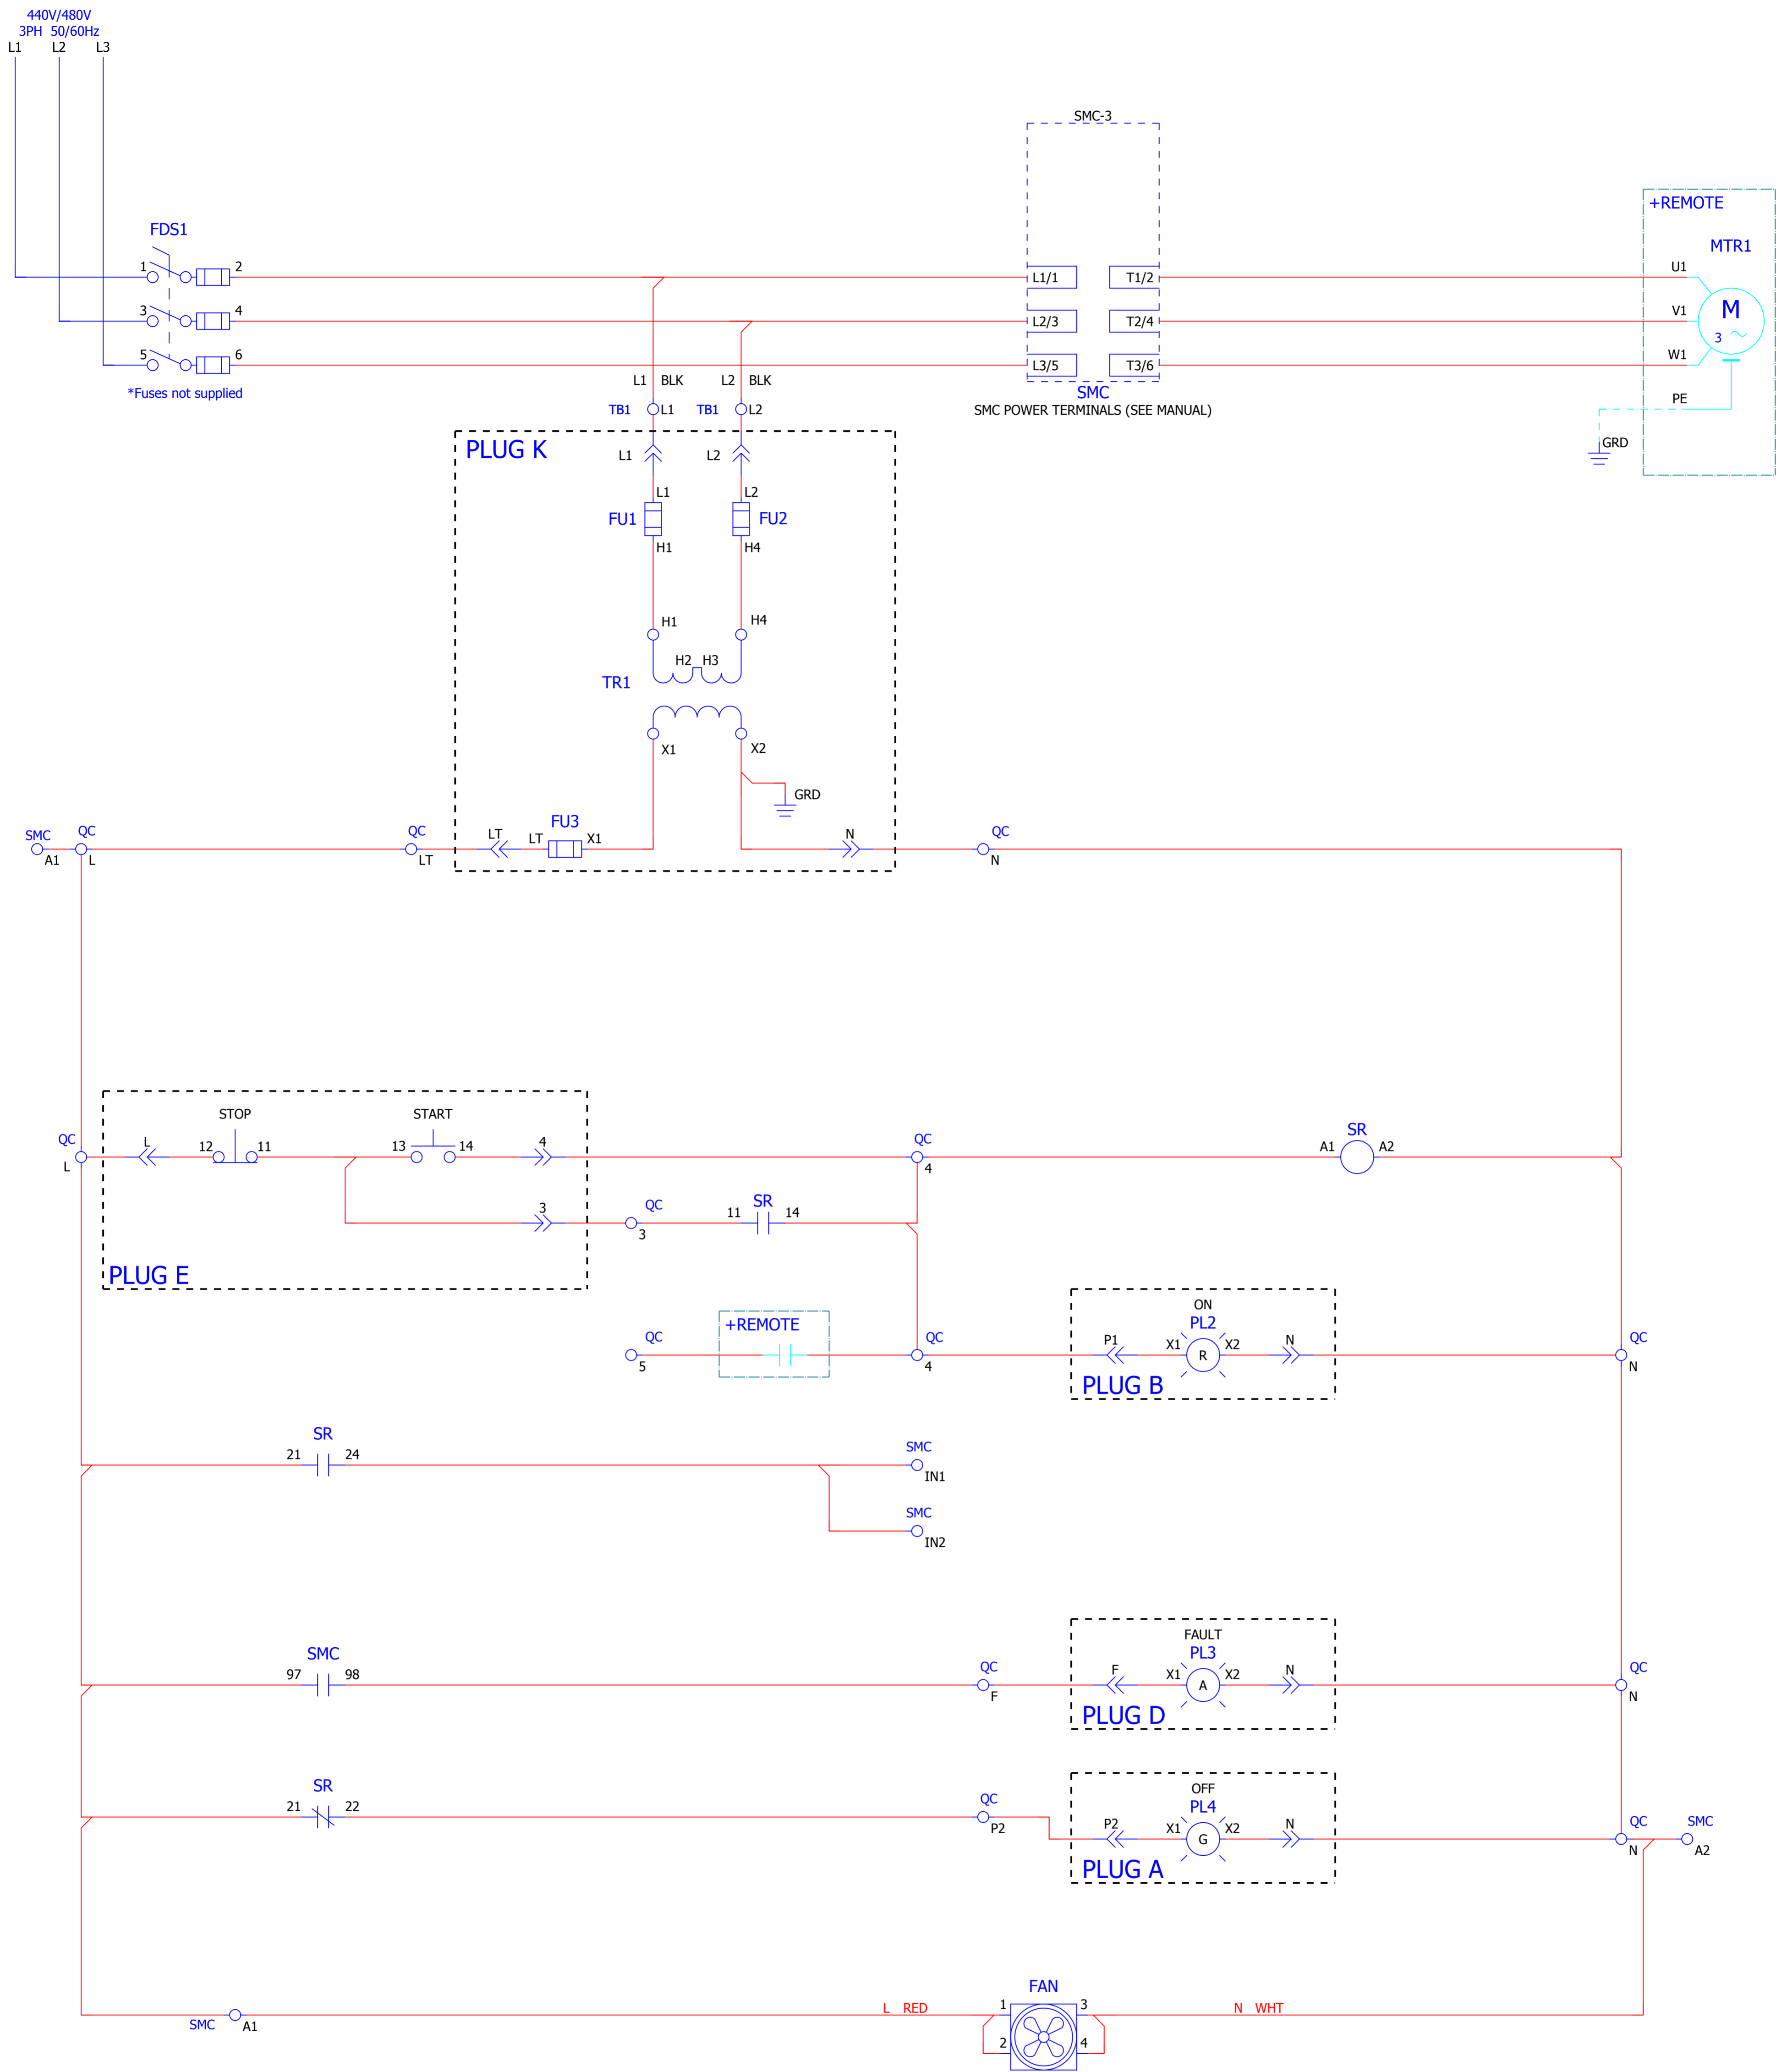 440V/480V
3PH 50/60Hz
L1 L2 L3
SMC-3
+REMOTE
FDS1
MTR1
1 2 L1/1 T1/2 U1
3 4 L2/3 T2/4 V1
M
3
5 6 L3/5 T3/6 W1
*Fuses not supplied
L1 BLK L2 BLK
SMC
SMC POWER TERMINALS (SEE MANUAL)
PE
TB1 L1 TB1 L2
GRD
PLUG K
L1 L2
L1 L2
FU1 FU2
H1 H4
H1 H4
H2 H3
TR1
X1 X2
GRD
SMC QC QC FU3 QC
LT LT X1 N
A1 L LT N
STOP START
QC L 12 11 13 14 4 QC SR
A1 A2
L 4
3 QC 11 SR 14
3
PLUG E
ON
+REMOTE PL2
QC QC P1 X1 X2 N QC
R
5 4 N
PLUG B
SR SMC
21 24
IN1
SMC
IN2
FAULT
SMC PL3
97 98 QC F X1 X2 N QC
A
F N
PLUG D
SR OFF
21 22 QC PL4
P2 P2 X1 X2 N QC SMC
G
N A2
PLUG A
FAN
L RED 1 3 N WHT
SMC A1
2 4